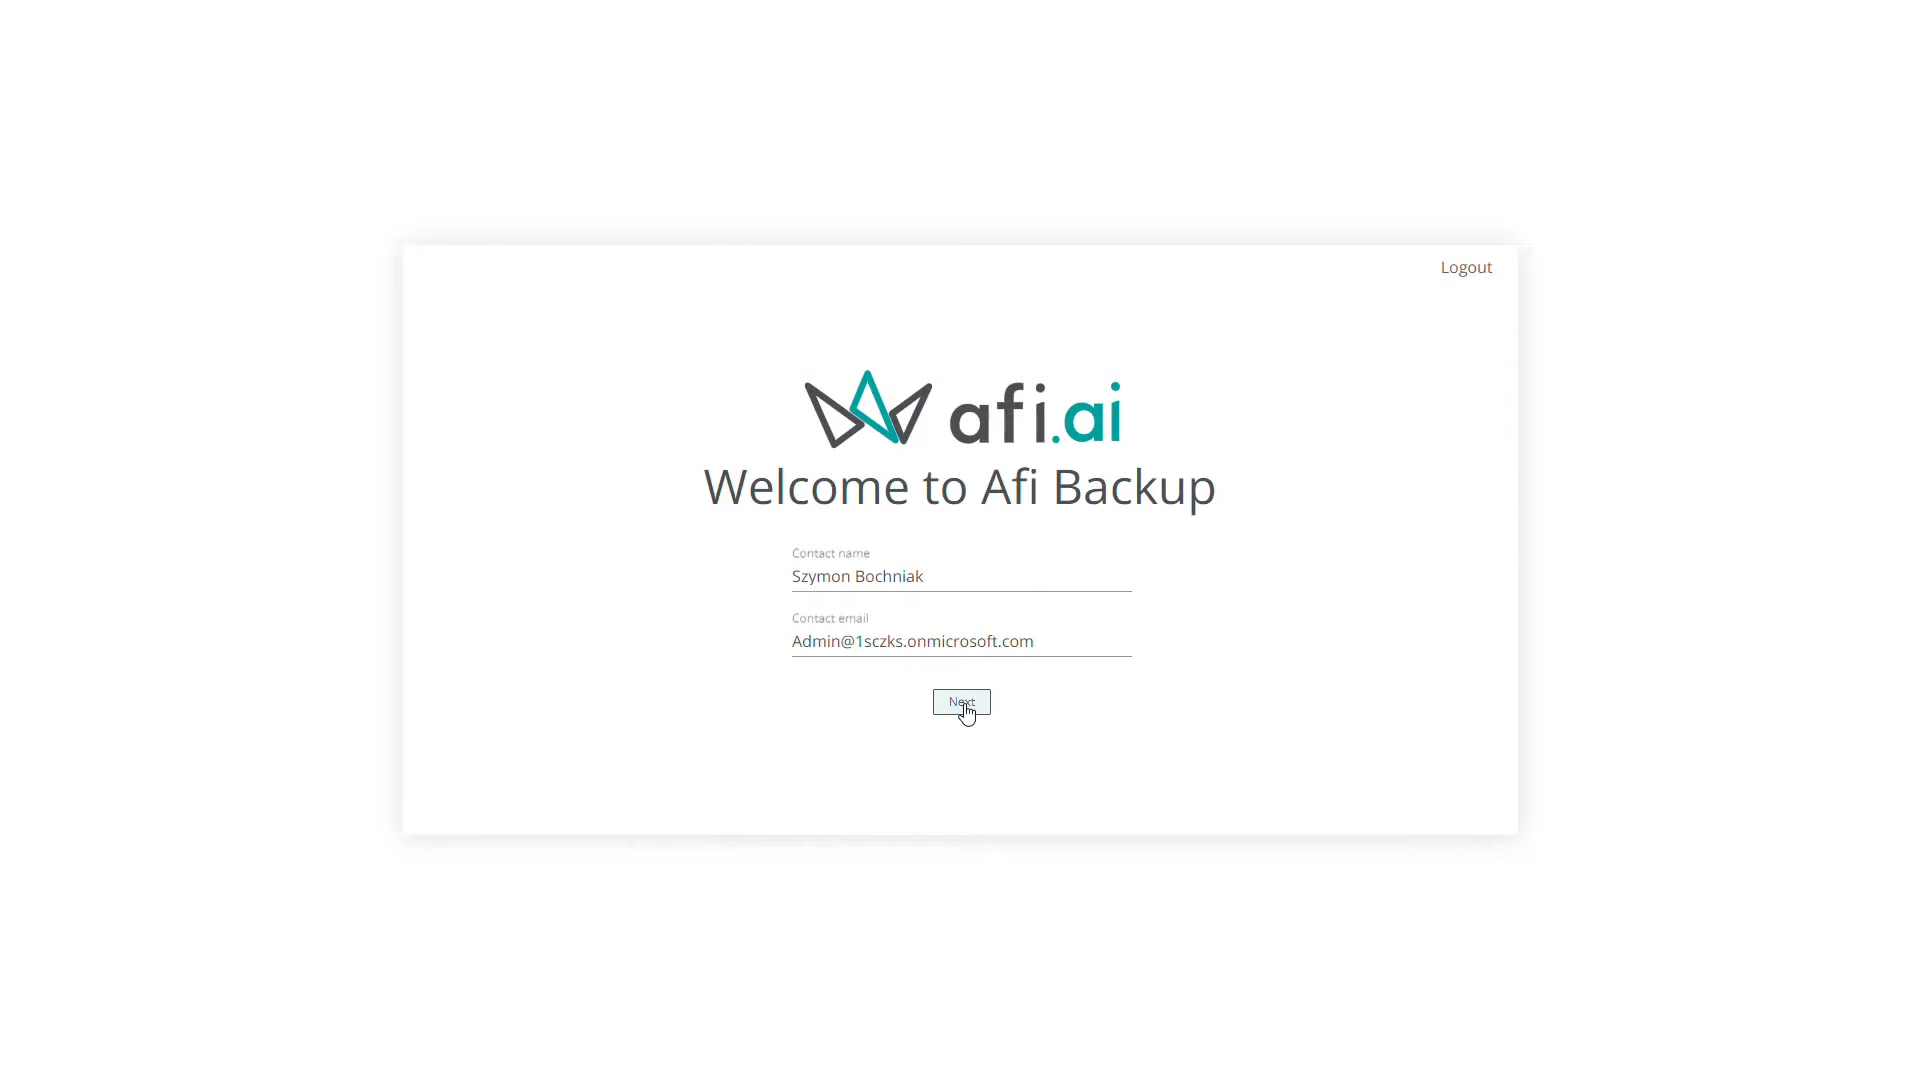 Logout
afi.ai
Welcome to Afi Backup
Contact name
Szymon Bochniak
Contact email
Admin@1sczks.onmicrosoft.com
Next